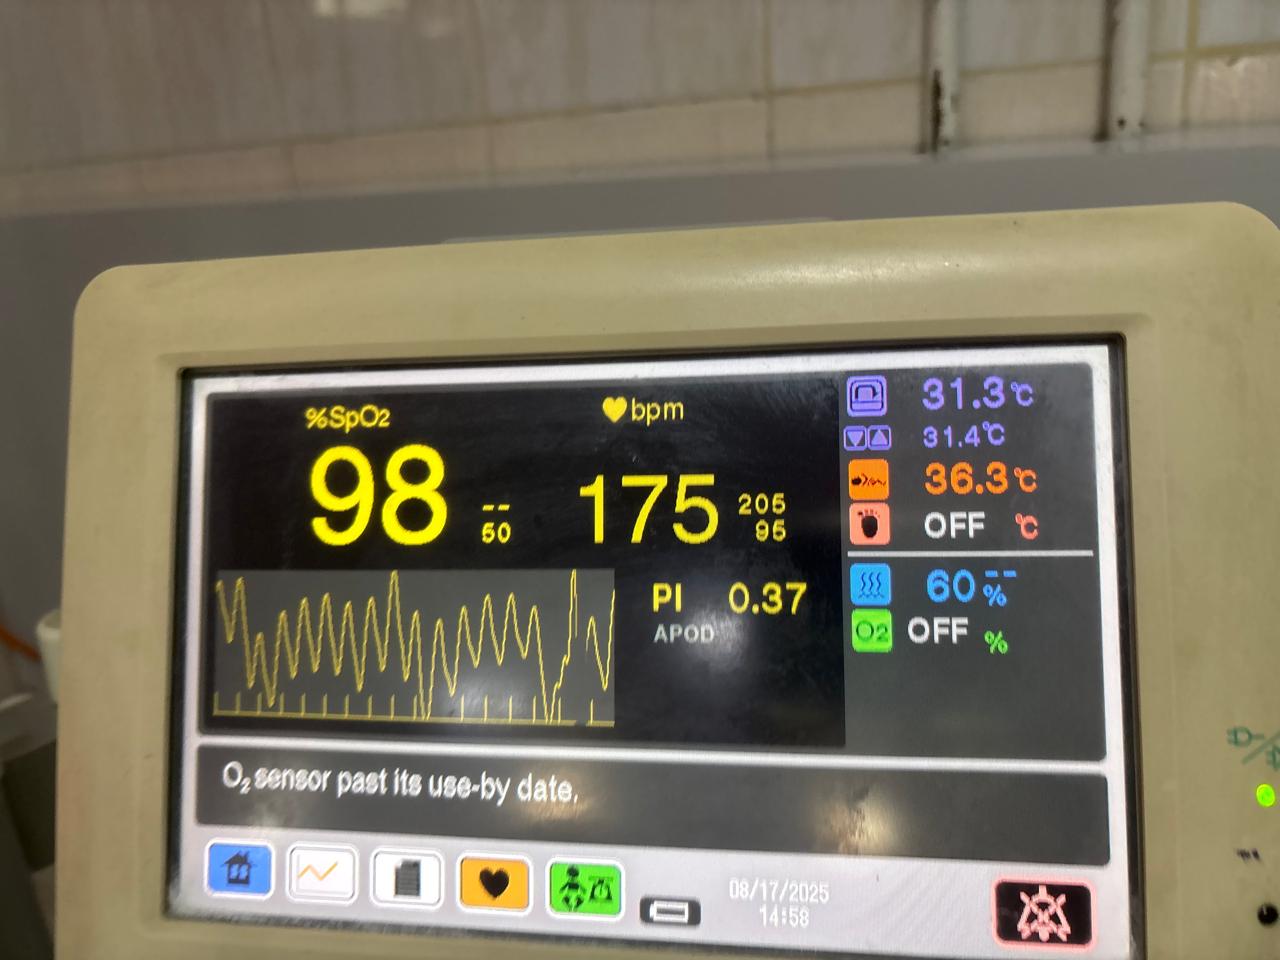 %SpO2 bpm
98 -- 50
175 205 95
PI 0.37
APOD
31.3 °C
31.4°C
36.3 °C
OFF °C
60 -- %
O2 OFF %
O2 sensor past its use-by date.
08/17/2025
14:58